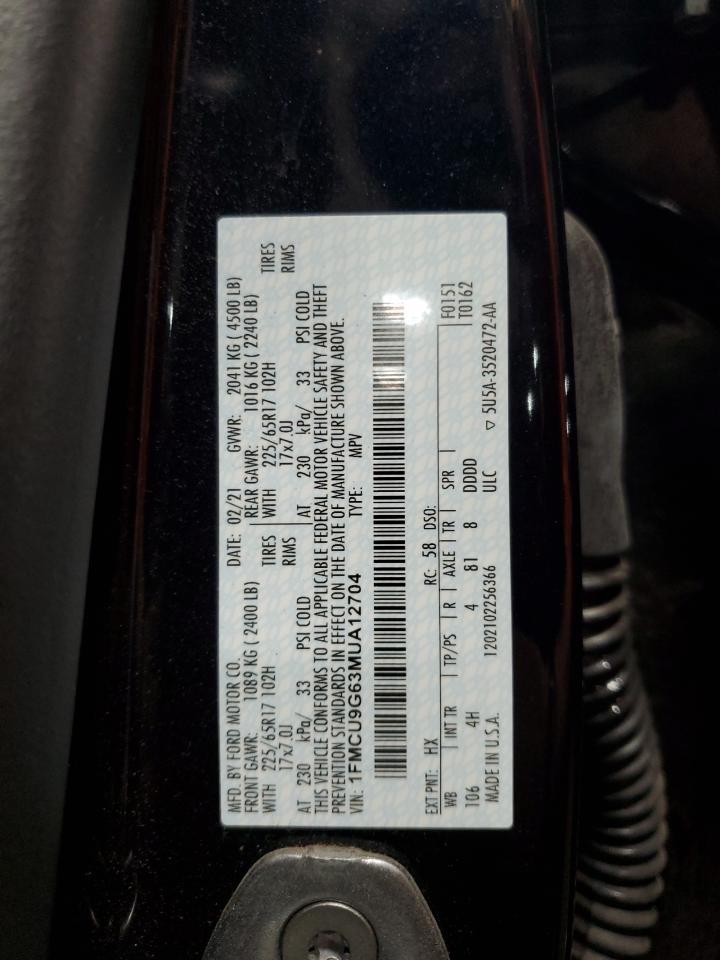 MFD. BY FORD MOTOR CO.
DATE: 02/21 GVWR: 2041 KG ( 4500 LB)
FRONT GAWR: 1089 KG ( 2400 LB) REAR GAWR: 1016 KG ( 2240 LB)
WITH 225/65R17 102H TIRES WITH 225/65R17 102H TIRES
17x7.0J RIMS 17x7.0J RIMS
AT 230 kPa/ 33 PSI COLD AT 230 kPa/ 33 PSI COLD
THIS VEHICLE CONFORMS TO ALL APPLICABLE FEDERAL MOTOR VEHICLE SAFETY AND THEFT
PREVENTION STANDARDS IN EFFECT ON THE DATE OF MANUFACTURE SHOWN ABOVE.
VIN: 1FMCU9G63MUA12704 TYPE: MPV
EXT PNT: HX RC: 58 DSO: F0151
WB INT TR TP/PS R AXLE TR SPR T0162
106 4H 4 81 8 DDDD
MADE IN U.S.A. 1202102256366 ULC ▽ 5U5A-3520472-AA